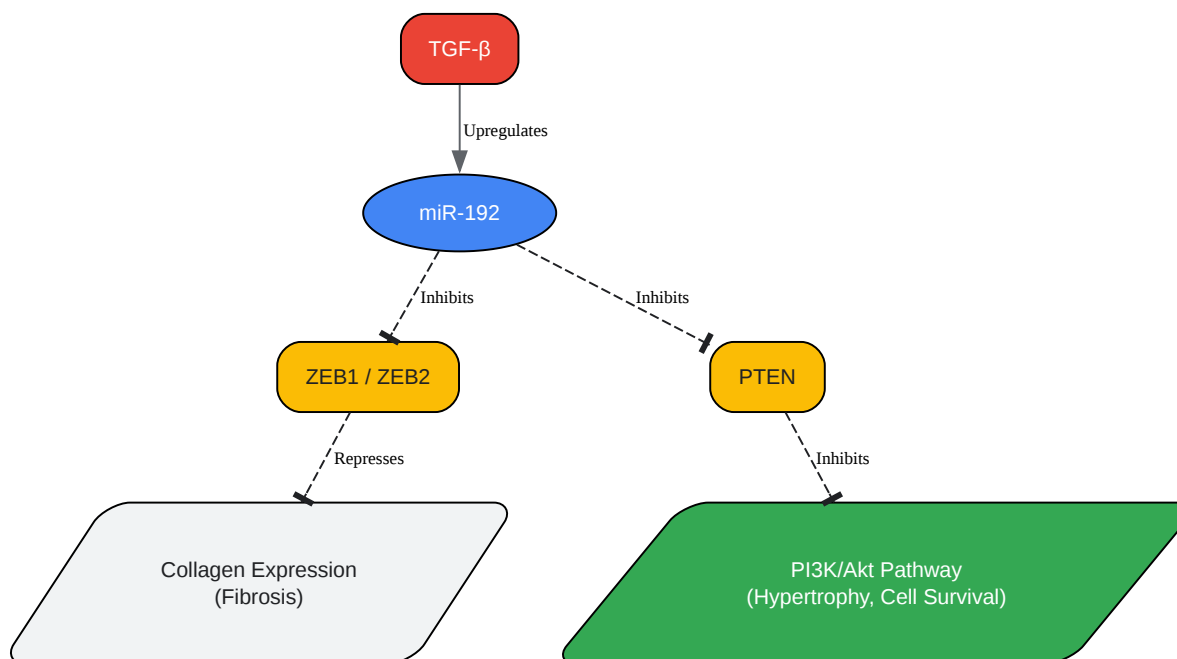 TGF-β
Upregulates
miR-192
Inhibits
Inhibits
ZEB1 / ZEB2
PTEN
Represses
Inhibits
Collagen Expression
(Fibrosis)
PI3K/Akt Pathway
(Hypertrophy, Cell Survival)